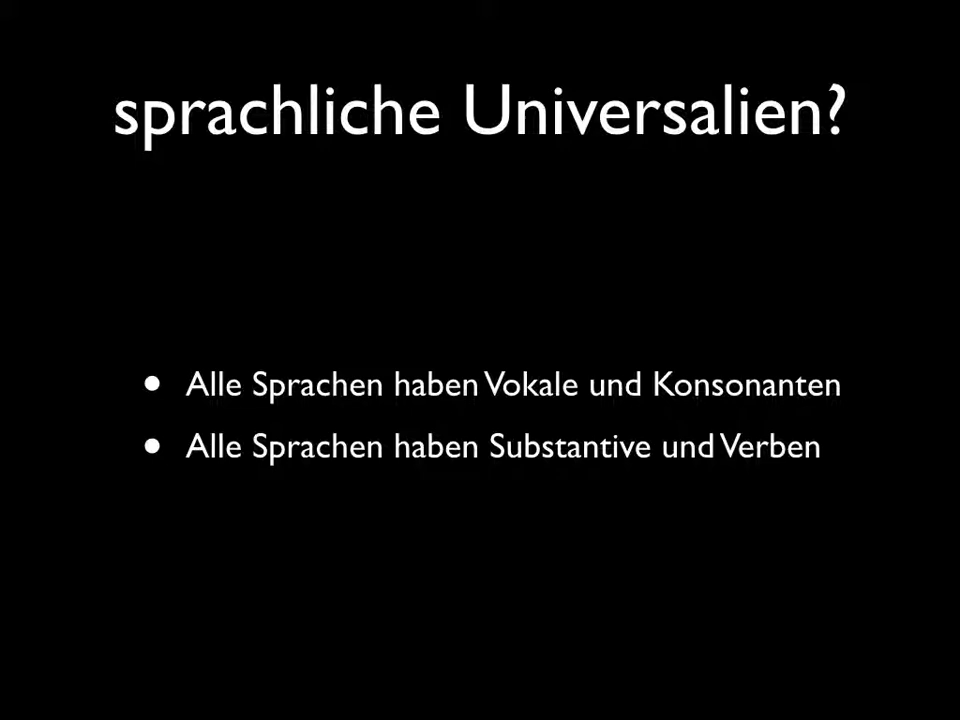 sprachliche Universalien?
• Alle Sprachen haben Vokale und Konsonanten
• Alle Sprachen haben Substantive und Verben